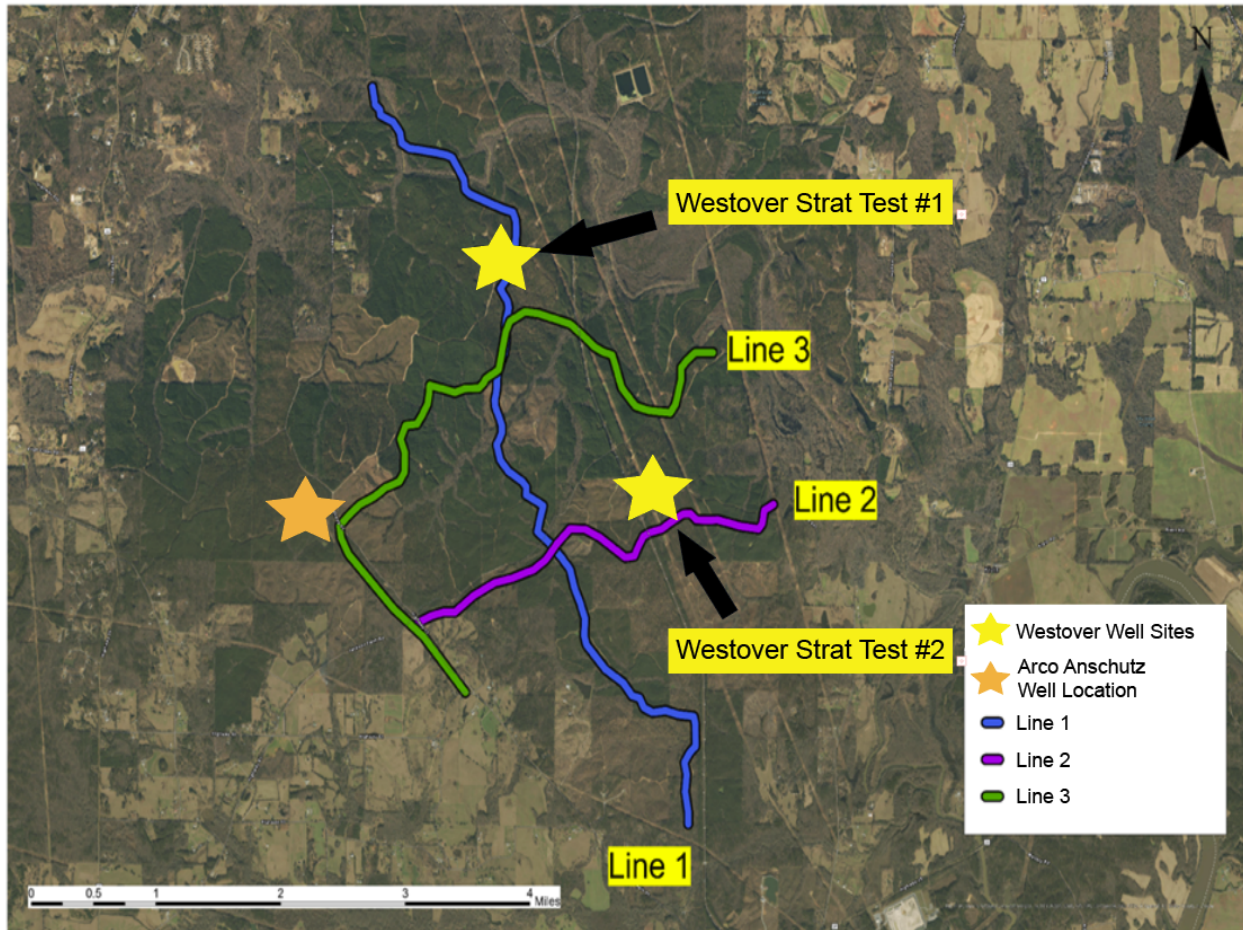 N
Westover Strat Test #1
Line 3
Line 2
Westover Strat Test #2
Westover Well Sites
Arco Anschutz
Well Location
Line 1
Line 2
Line 3
Line 1
0 0.5 1 2 3 4
Miles